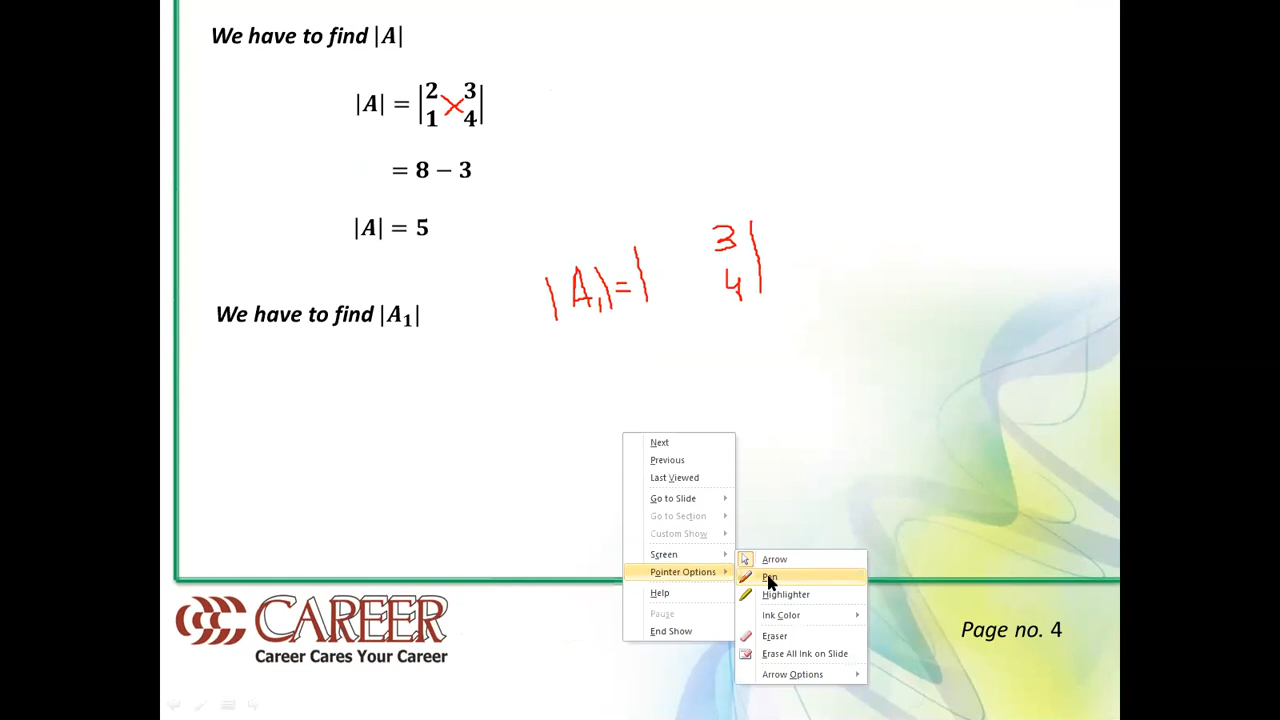 We have to find |A|
|A| = |2 3|
|1 4|
= 8 − 3
|A| = 5
|A₁| = | 3 |
4
We have to find |A₁|
Next
Previous
Last Viewed
Go to Slide
Go to Section
Custom Show
Screen
Pointer Options
Help
Pause
End Show
Arrow
Pen
Highlighter
Ink Color
Eraser
Erase All Ink on Slide
Arrow Options
CAREER
Career Cares Your Career
Page no. 4